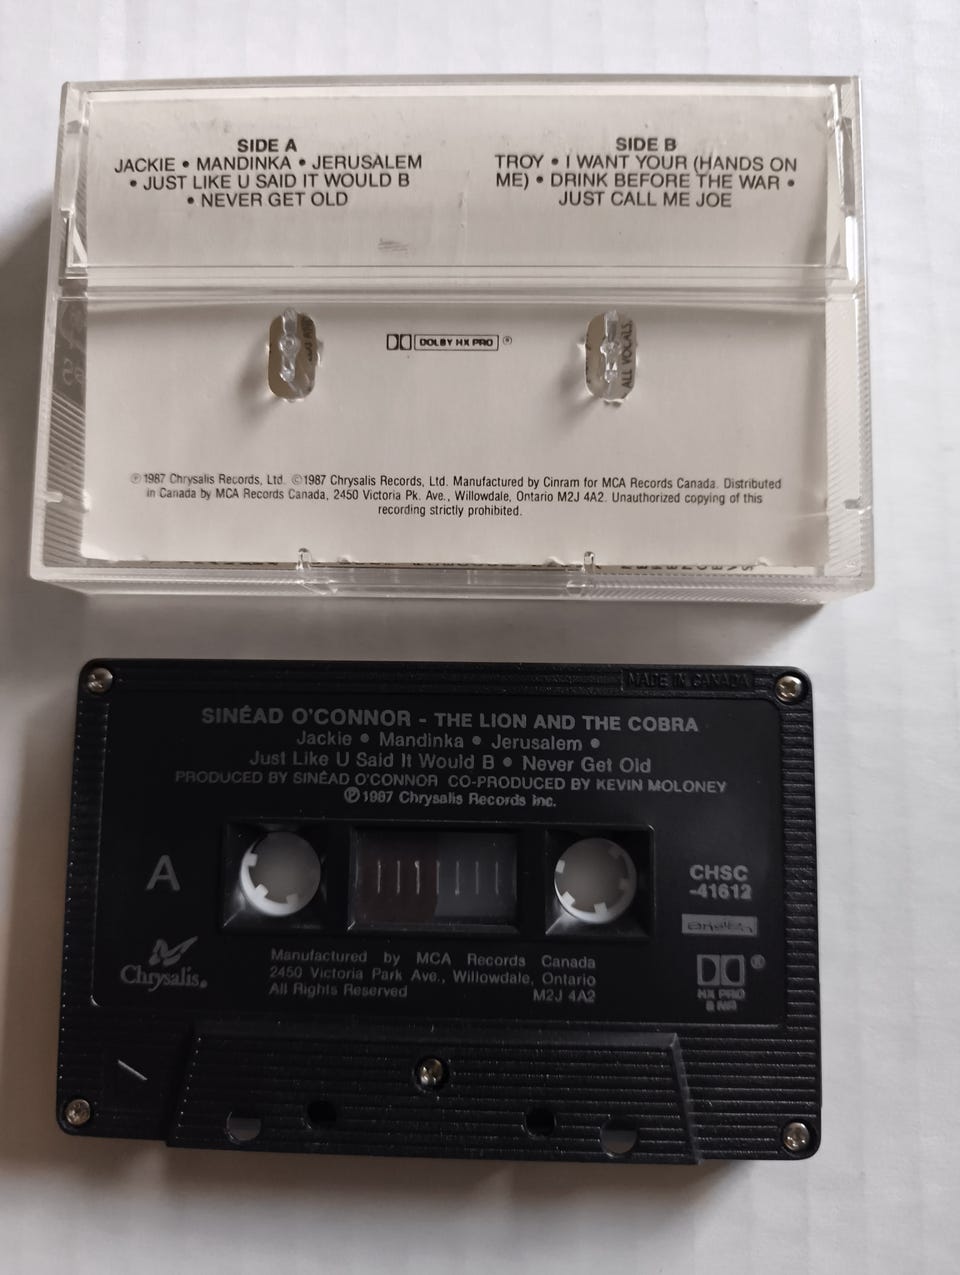 SIDE A
JACKIE • MANDINKA • JERUSALEM
• JUST LIKE U SAID IT WOULD B
• NEVER GET OLD
SIDE B
TROY • I WANT YOUR (HANDS ON
ME) • DRINK BEFORE THE WAR •
JUST CALL ME JOE
DOLBY HX PRO ®
ALL VOCALS,
℗1987 Chrysalis Records, Ltd. ©1987 Chrysalis Records, Ltd. Manufactured by Cinram for MCA Records Canada. Distributed
in Canada by MCA Records Canada, 2450 Victoria Pk. Ave., Willowdale, Ontario M2J 4A2. Unauthorized copying of this
recording strictly prohibited.
MADE IN CANADA
SINÉAD O'CONNOR - THE LION AND THE COBRA
Jackie • Mandinka • Jerusalem •
Just Like U Said It Would B • Never Get Old
PRODUCED BY SINÉAD O'CONNOR CO-PRODUCED BY KEVIN MOLONEY
℗1987 Chrysalis Records Inc.
A
CHSC
-41612
Chrysalis®
Manufactured by MCA Records Canada
2450 Victoria Park Ave., Willowdale, Ontario
All Rights Reserved M2J 4A2
®
HX PRO
B NR